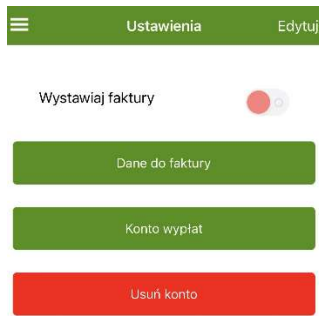 Ustawienia
Edytuj
Wystawiaj faktury
Dane do faktury
Konto wypłat
Usuń konto